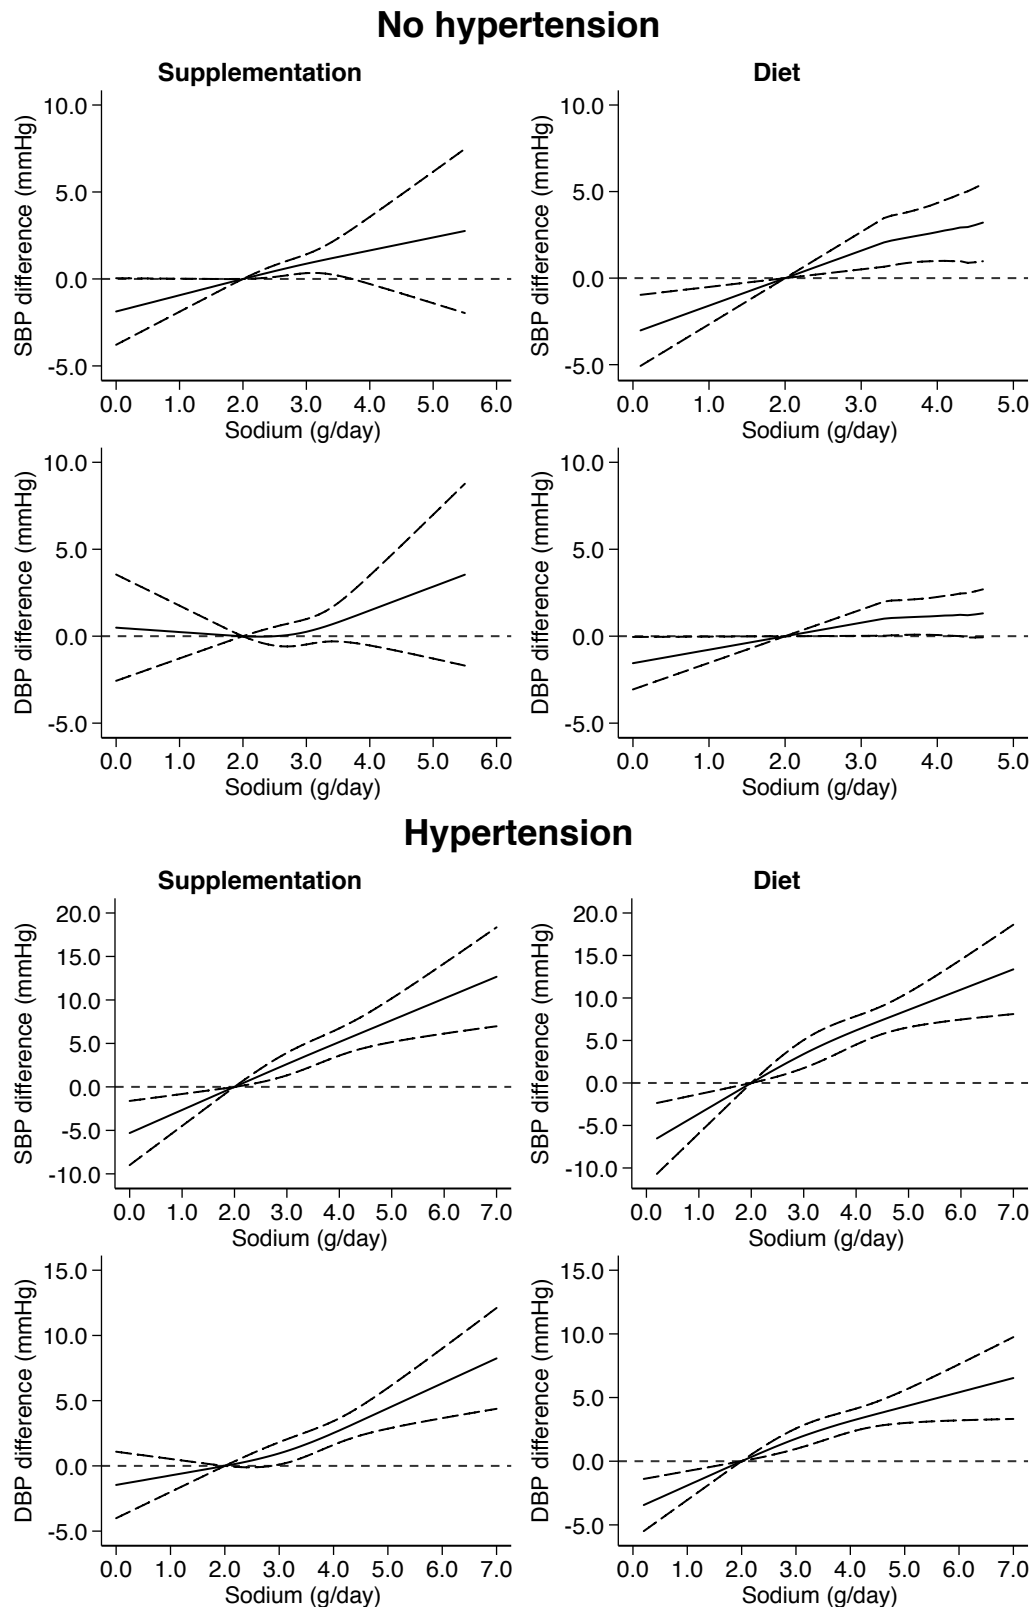 No hypertension
Supplementation
SBP difference (mmHg)
10.0
5.0
0.0
-5.0
0.0 1.0 2.0 3.0 4.0 5.0 6.0
Sodium (g/day)
Diet
SBP difference (mmHg)
10.0
5.0
0.0
-5.0
0.0 1.0 2.0 3.0 4.0 5.0
Sodium (g/day)
DBP difference (mmHg)
10.0
5.0
0.0
-5.0
0.0 1.0 2.0 3.0 4.0 5.0 6.0
Sodium (g/day)
DBP difference (mmHg)
10.0
5.0
0.0
-5.0
0.0 1.0 2.0 3.0 4.0 5.0
Sodium (g/day)
Hypertension
Supplementation
SBP difference (mmHg)
20.0
15.0
10.0
5.0
0.0
-5.0
-10.0
0.0 1.0 2.0 3.0 4.0 5.0 6.0 7.0
Sodium (g/day)
Diet
SBP difference (mmHg)
20.0
15.0
10.0
5.0
0.0
-5.0
-10.0
0.0 1.0 2.0 3.0 4.0 5.0 6.0 7.0
Sodium (g/day)
DBP difference (mmHg)
15.0
10.0
5.0
0.0
-5.0
0.0 1.0 2.0 3.0 4.0 5.0 6.0 7.0
Sodium (g/day)
DBP difference (mmHg)
15.0
10.0
5.0
0.0
-5.0
0.0 1.0 2.0 3.0 4.0 5.0 6.0 7.0
Sodium (g/day)